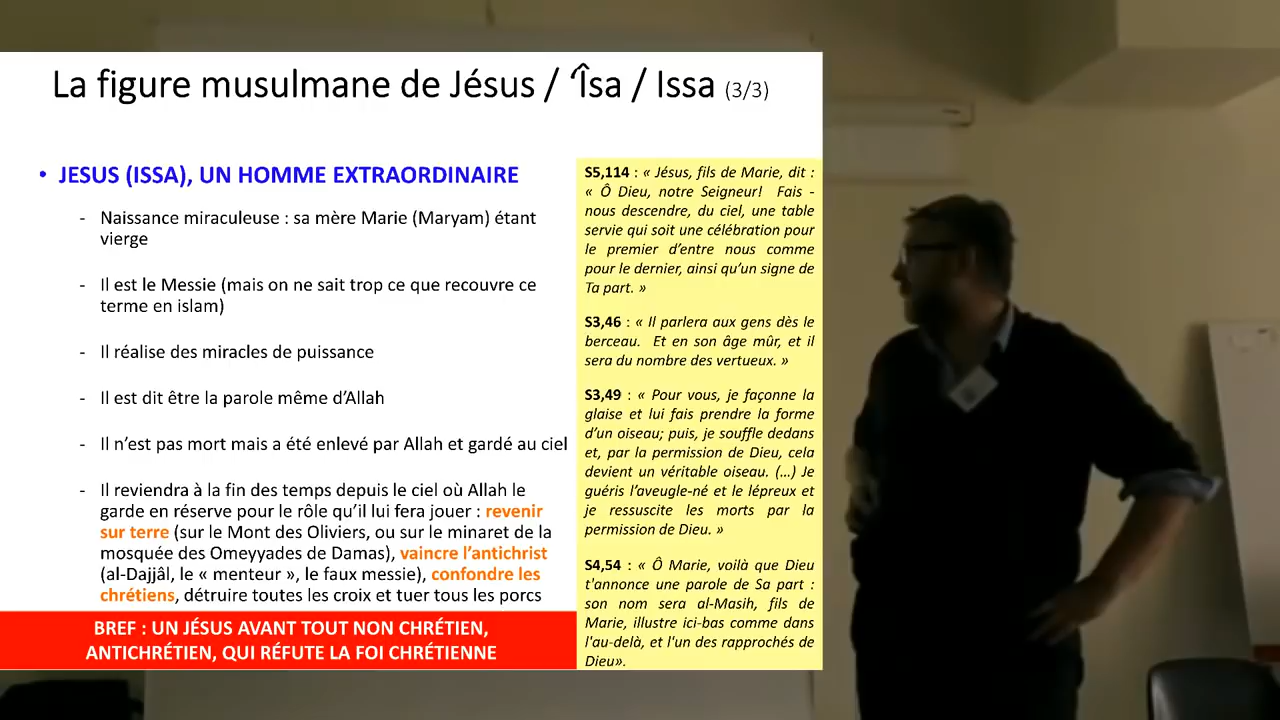 La figure musulmane de Jésus / ‘Îsa / Issa (3/3)
• JESUS (ISSA), UN HOMME EXTRAORDINAIRE
- Naissance miraculeuse : sa mère Marie (Maryam) étant
vierge
- Il est le Messie (mais on ne sait trop ce que recouvre ce
terme en islam)
- Il réalise des miracles de puissance
- Il est dit être la parole même d’Allah
- Il n’est pas mort mais a été enlevé par Allah et gardé au ciel
- Il reviendra à la fin des temps depuis le ciel où Allah le
garde en réserve pour le rôle qu’il lui fera jouer : revenir
sur terre (sur le Mont des Oliviers, ou sur le minaret de la
mosquée des Omeyyades de Damas), vaincre l’antichrist
(al-Dajjâl, le « menteur », le faux messie), confondre les
chrétiens, détruire toutes les croix et tuer tous les porcs
BREF : UN JÉSUS AVANT TOUT NON CHRÉTIEN,
ANTICHRÉTIEN, QUI RÉFUTE LA FOI CHRÉTIENNE
S5,114 : « Jésus, fils de Marie, dit :
« Ô Dieu, notre Seigneur! Fais -
nous descendre, du ciel, une table
servie qui soit une célébration pour
le premier d’entre nous comme
pour le dernier, ainsi qu’un signe de
Ta part. »
S3,46 : « Il parlera aux gens dès le
berceau. Et en son âge mûr, et il
sera du nombre des vertueux. »
S3,49 : « Pour vous, je façonne la
glaise et lui fais prendre la forme
d’un oiseau; puis, je souffle dedans
et, par la permission de Dieu, cela
devient un véritable oiseau. (…) Je
guéris l’aveugle-né et le lépreux et
je ressuscite les morts par la
permission de Dieu. »
S4,54 : « Ô Marie, voilà que Dieu
t'annonce une parole de Sa part :
son nom sera al-Masih, fils de
Marie, illustre ici-bas comme dans
l'au-delà, et l'un des rapprochés de
Dieu».